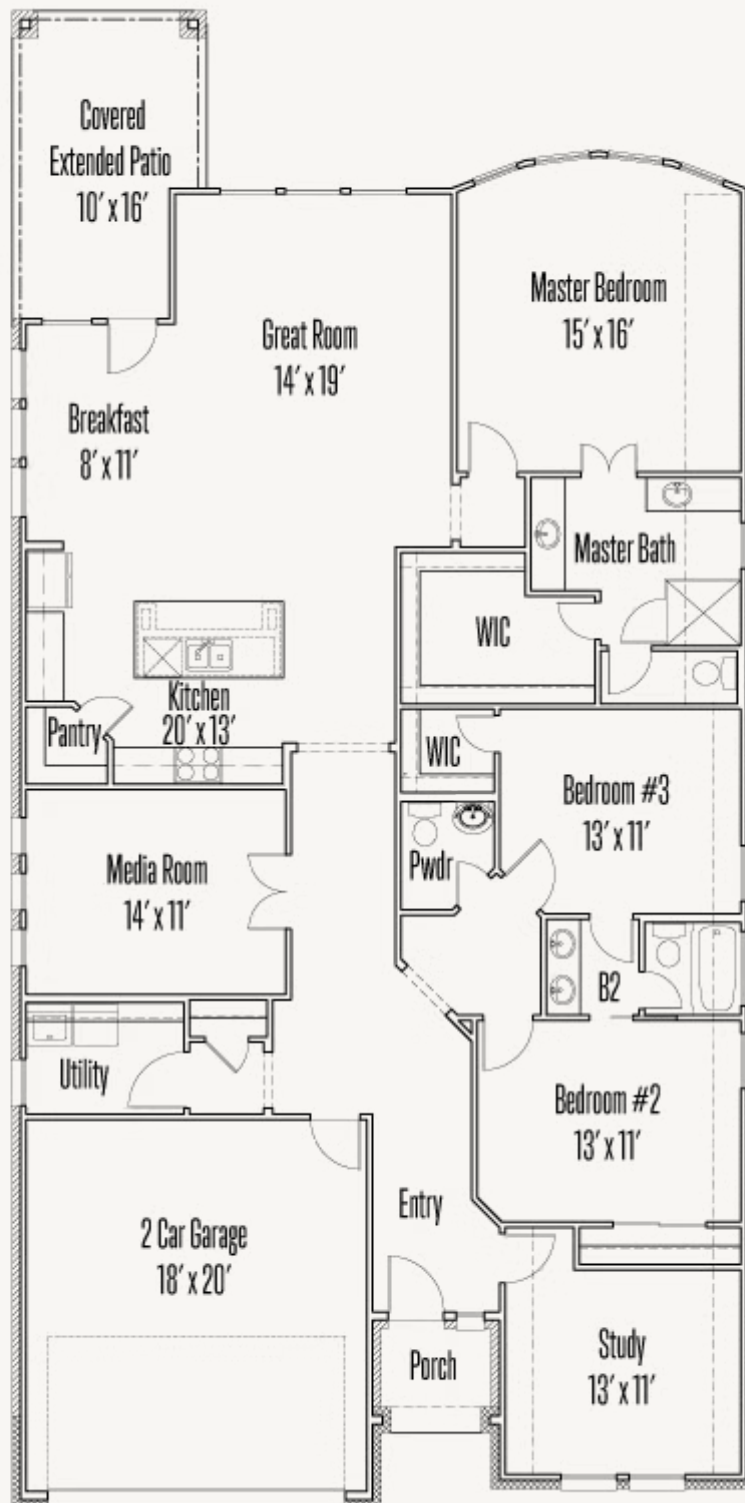 Covered
Extended Patio
10' x 16'
Master Bedroom
15' x 16'
Great Room
14' x 19'
Breakfast
8' x 11'
Master Bath
WIC
Kitchen
20' x 13'
Pantry
WIC
Bedroom #3
13' x 11'
Media Room
14' x 11'
Pwdr
B2
Utility
Bedroom #2
13' x 11'
Entry
2 Car Garage
18' x 20'
Porch
Study
13' x 11'